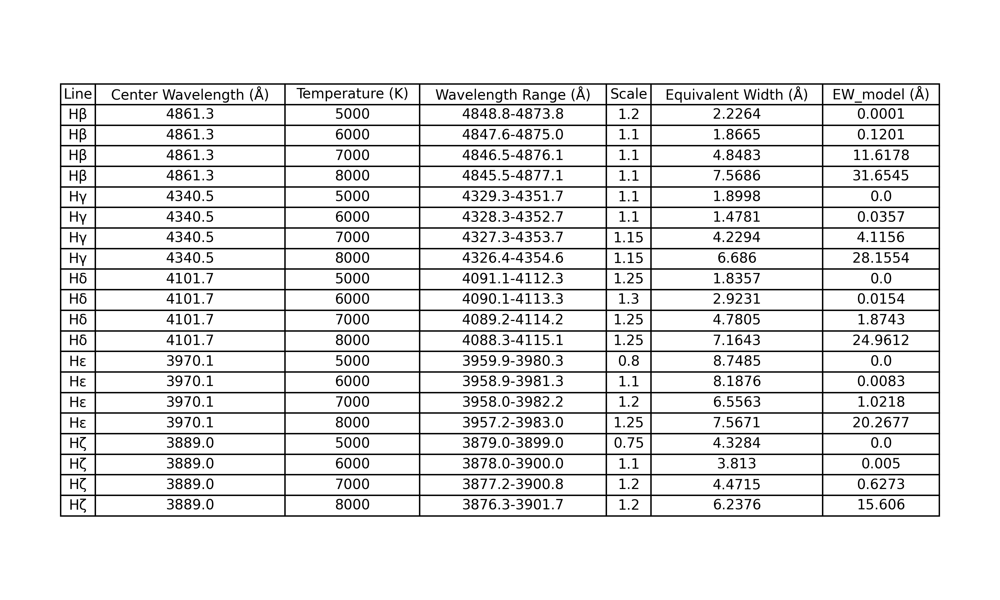 Line Center Wavelength (Å) Temperature (K) Wavelength Range (Å) Scale Equivalent Width (Å) EW_model (Å)
Hβ 4861.3 5000 4848.8-4873.8 1.2 2.2264 0.0001
Hβ 4861.3 6000 4847.6-4875.0 1.1 1.8665 0.1201
Hβ 4861.3 7000 4846.5-4876.1 1.1 4.8483 11.6178
Hβ 4861.3 8000 4845.5-4877.1 1.1 7.5686 31.6545
Hγ 4340.5 5000 4329.3-4351.7 1.1 1.8998 0.0
Hγ 4340.5 6000 4328.3-4352.7 1.1 1.4781 0.0357
Hγ 4340.5 7000 4327.3-4353.7 1.15 4.2294 4.1156
Hγ 4340.5 8000 4326.4-4354.6 1.15 6.686 28.1554
Hδ 4101.7 5000 4091.1-4112.3 1.25 1.8357 0.0
Hδ 4101.7 6000 4090.1-4113.3 1.3 2.9231 0.0154
Hδ 4101.7 7000 4089.2-4114.2 1.25 4.7805 1.8743
Hδ 4101.7 8000 4088.3-4115.1 1.25 7.1643 24.9612
Hε 3970.1 5000 3959.9-3980.3 0.8 8.7485 0.0
Hε 3970.1 6000 3958.9-3981.3 1.1 8.1876 0.0083
Hε 3970.1 7000 3958.0-3982.2 1.2 6.5563 1.0218
Hε 3970.1 8000 3957.2-3983.0 1.25 7.5671 20.2677
Hζ 3889.0 5000 3879.0-3899.0 0.75 4.3284 0.0
Hζ 3889.0 6000 3878.0-3900.0 1.1 3.813 0.005
Hζ 3889.0 7000 3877.2-3900.8 1.2 4.4715 0.6273
Hζ 3889.0 8000 3876.3-3901.7 1.2 6.2376 15.606